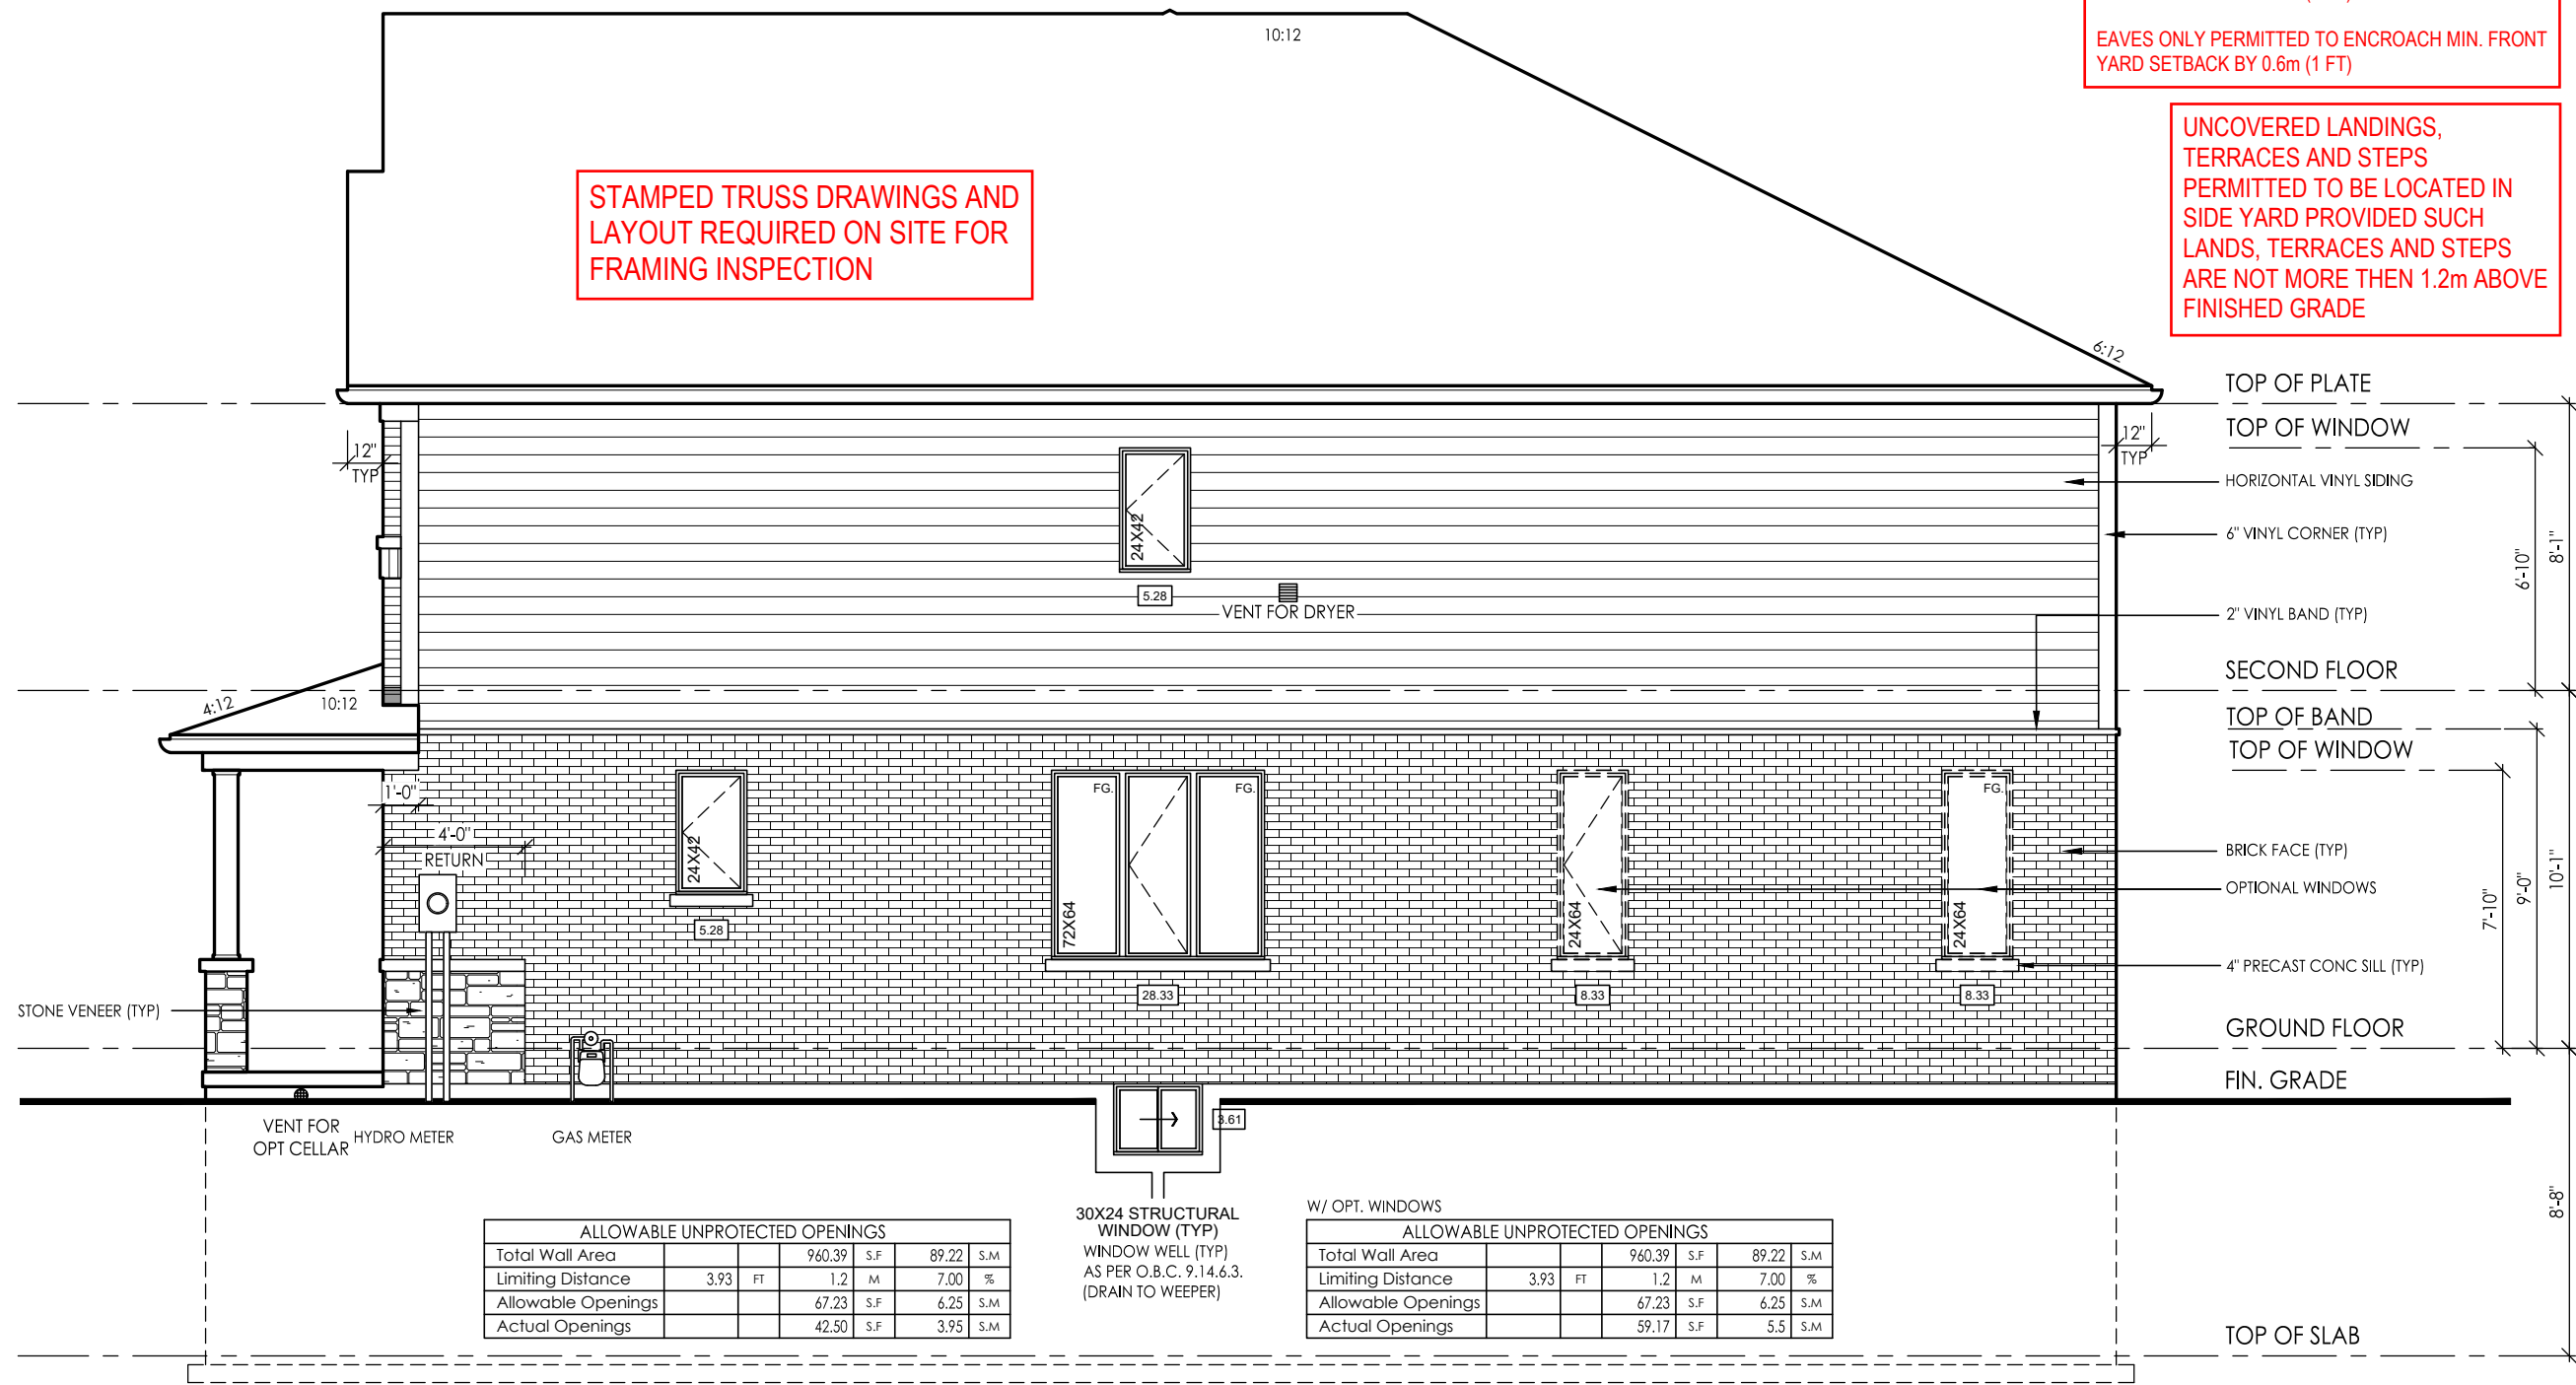 10:12
EAVES ONLY PERMITTED TO ENCROACH MIN. FRONT
YARD SETBACK BY 0.6m (1 FT)
UNCOVERED LANDINGS,
TERRACES AND STEPS
PERMITTED TO BE LOCATED IN
SIDE YARD PROVIDED SUCH
LANDS, TERRACES AND STEPS
ARE NOT MORE THEN 1.2m ABOVE
FINISHED GRADE
STAMPED TRUSS DRAWINGS AND
LAYOUT REQUIRED ON SITE FOR
FRAMING INSPECTION
6:12
TOP OF PLATE
12"
TYP
12"
TYP
TOP OF WINDOW
HORIZONTAL VINYL SIDING
24X42
6" VINYL CORNER (TYP)
6'-10"
8'-1"
5.28
VENT FOR DRYER
2" VINYL BAND (TYP)
SECOND FLOOR
4:12
10:12
TOP OF BAND
TOP OF WINDOW
1'-0"
4'-0"
RETURN
24X42
5.28
FG.
FG.
72X64
28.33
24X64
8.33
FG.
24X64
8.33
BRICK FACE (TYP)
OPTIONAL WINDOWS
7'-10"
9'-0"
10'-1"
4" PRECAST CONC SILL (TYP)
STONE VENEER (TYP)
GROUND FLOOR
FIN. GRADE
VENT FOR
OPT CELLAR
HYDRO METER
GAS METER
3.61
30X24 STRUCTURAL
WINDOW (TYP)
WINDOW WELL (TYP)
AS PER O.B.C. 9.14.6.3.
(DRAIN TO WEEPER)
8'-8"
ALLOWABLE UNPROTECTED OPENINGS
Total Wall Area 960.39 S.F 89.22 S.M
Limiting Distance 3.93 FT 1.2 M 7.00 %
Allowable Openings 67.23 S.F 6.25 S.M
Actual Openings 42.50 S.F 3.95 S.M
W/ OPT. WINDOWS
ALLOWABLE UNPROTECTED OPENINGS
Total Wall Area 960.39 S.F 89.22 S.M
Limiting Distance 3.93 FT 1.2 M 7.00 %
Allowable Openings 67.23 S.F 6.25 S.M
Actual Openings 59.17 S.F 5.5 S.M
TOP OF SLAB